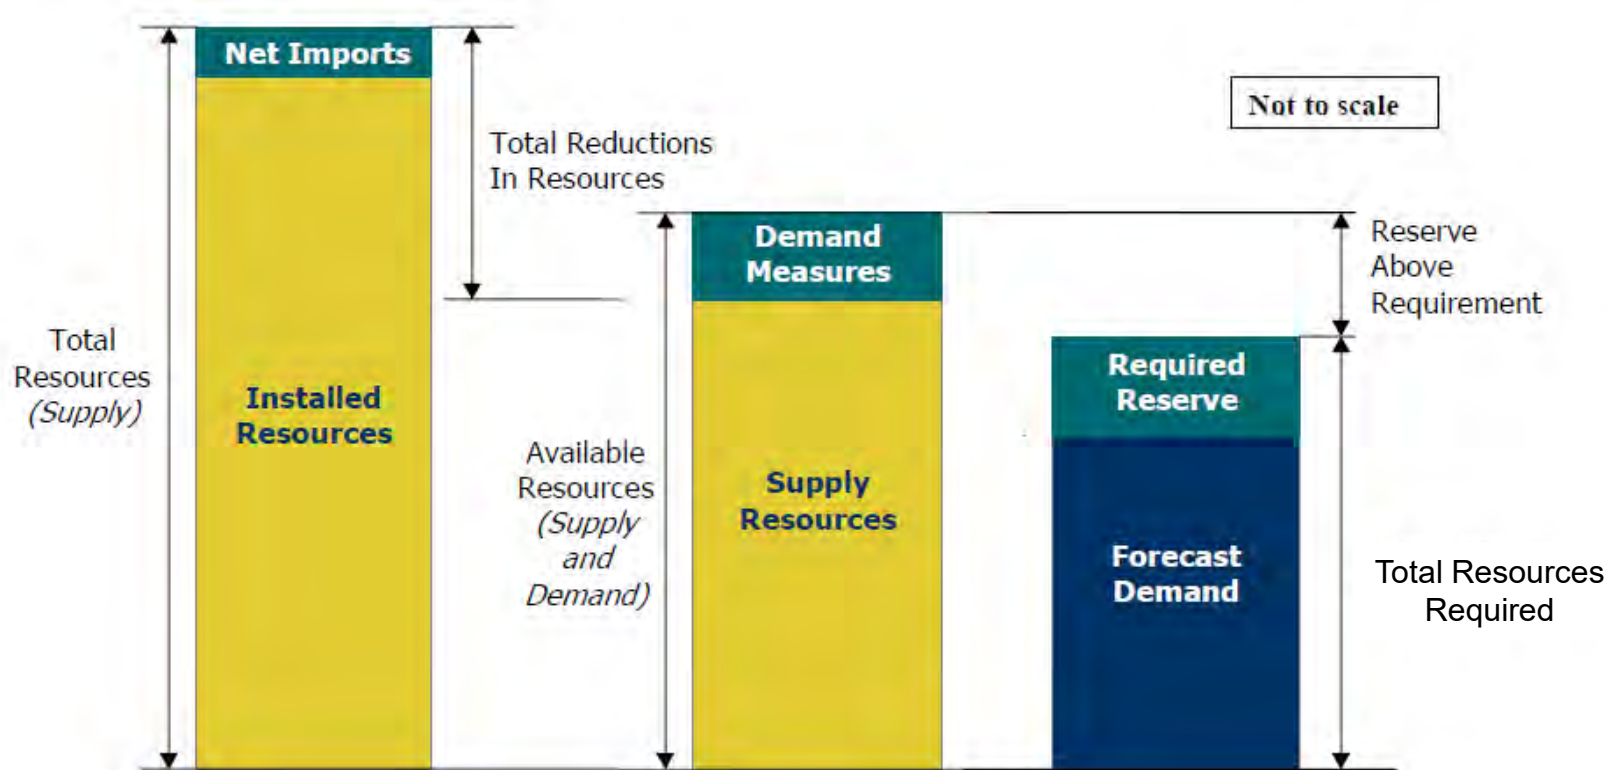 Net Imports
Not to scale
Total Reductions
In Resources
Demand
Measures
Reserve
Above
Requirement
Total
Resources
(Supply)
Installed
Resources
Required
Reserve
Available
Resources
(Supply
and
Demand)
Supply
Resources
Forecast
Demand
Total Resources
Required